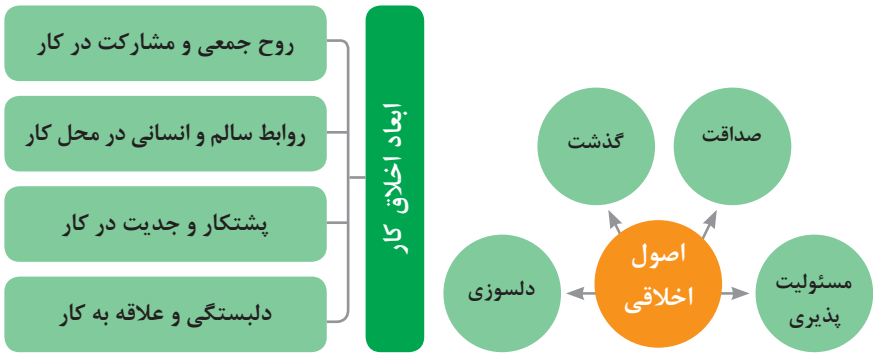 صداقت
گذشت
اصول
اخلاقی
مسئولیت
پذیری
دلسوزی
ابعاد اخلاق کار
روح جمعی و مشارکت در کار
روابط سالم و انسانی در محل کار
پشتکار و جدیت در کار
دلبستگی و علاقه به کار